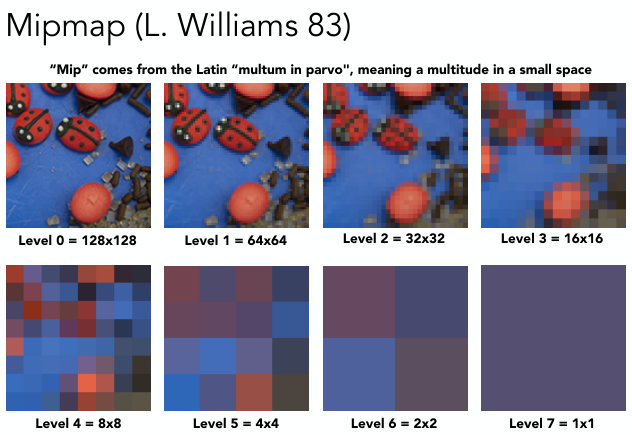 Mipmap (L. Williams 83)
“Mip” comes from the Latin “multum in parvo", meaning a multitude in a small space
Level 0 = 128x128
Level 1 = 64x64
Level 2 = 32x32
Level 3 = 16x16
Level 4 = 8x8
Level 5 = 4x4
Level 6 = 2x2
Level 7 = 1x1